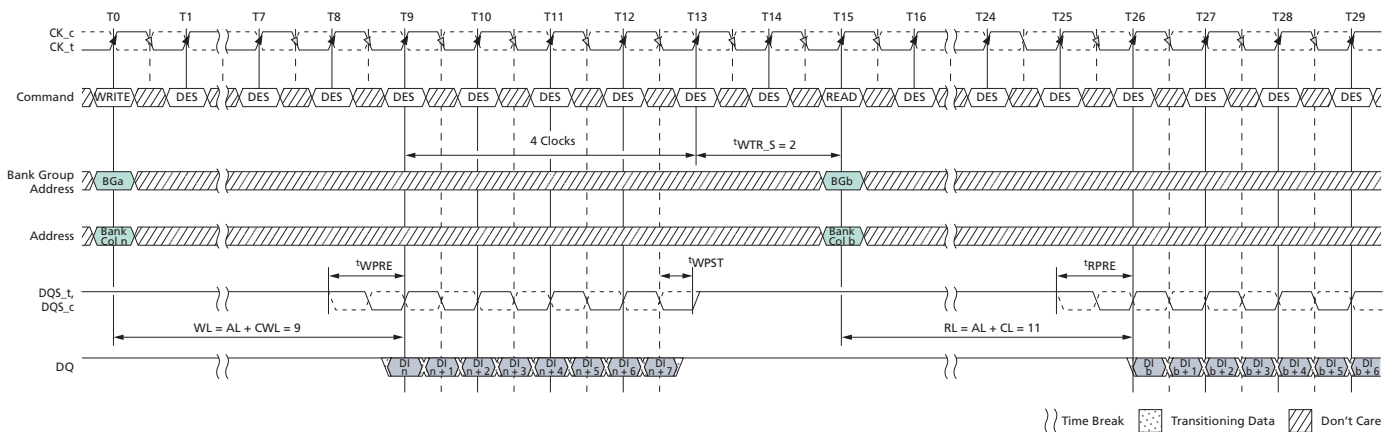 T0 T1 T7 T8 T9 T10 T11 T12 T13 T14 T15 T16 T24 T25 T26 T27 T28 T29
CK_c
CK_t
Command WRITE DES DES DES DES DES DES DES DES DES READ DES DES DES DES DES DES DES
4 Clocks tWTR_S = 2
Bank Group
Address BGa BGb
Address Bank
Col n Bank
Col b
tWPRE tWPST tRPRE
DQS_t,
DQS_c
WL = AL + CWL = 9 RL = AL + CL = 11
DQ DI
n DI
n + 1 DI
n + 2 DI
n + 3 DI
n + 4 DI
n + 5 DI
n + 6 DI
n + 7 DI
b DI
b + 1 DI
b + 2 DI
b + 3 DI
b + 4 DI
b + 5 DI
b + 6
Time Break Transitioning Data Don't Care